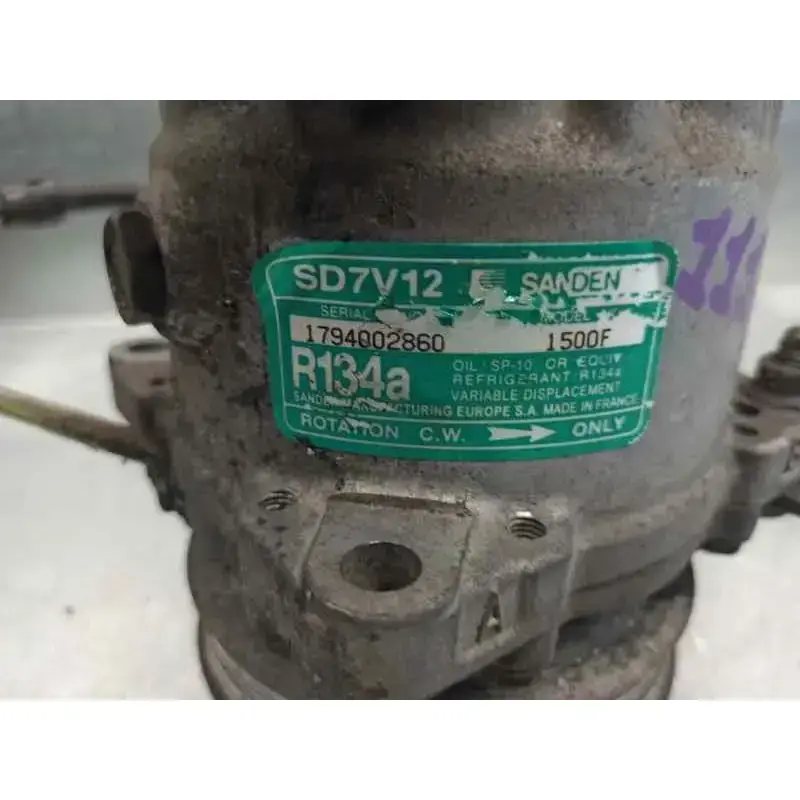 SD7V12 SANDEN
SERIAL MODEL
1794002860 1500F
R134a
OIL: SP-10 OR EQUIV
REFRIGERANT R134a
VARIABLE DISPLACEMENT
SANDEN MANUFACTURING EUROPE S.A. MADE IN FRANCE
ROTATION C.W. ONLY
A